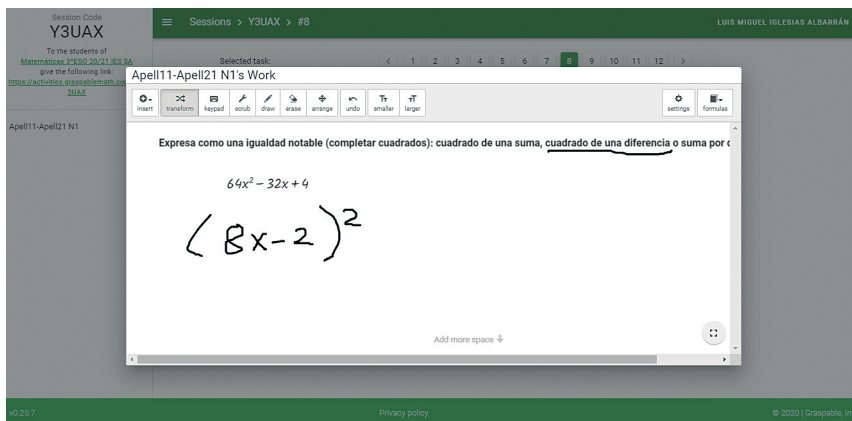 Session Code
Y3UAX
Sessions > Y3UAX > #8
LUIS MIGUEL IGLESIAS ALBARRÁN
To the students of
Matemáticas 3ºESO 20/21 IES SA
give the following link:
https://activities.graspablemath.co
3UAX
Selected task:
< 1 2 3 4 5 6 7 8 9 10 11 12 >
Apell11-Apell21 N1
Apell11-Apell21 N1's Work
insert transform keypad scrub draw erase arrange undo smaller larger settings formulas
Expresa como una igualdad notable (completar cuadrados): cuadrado de una suma, cuadrado de una diferencia o suma por
64x² − 32x + 4
(8x-2)²
Add more space
v0.25.7
Privacy policy
© 2020 | Graspable, In